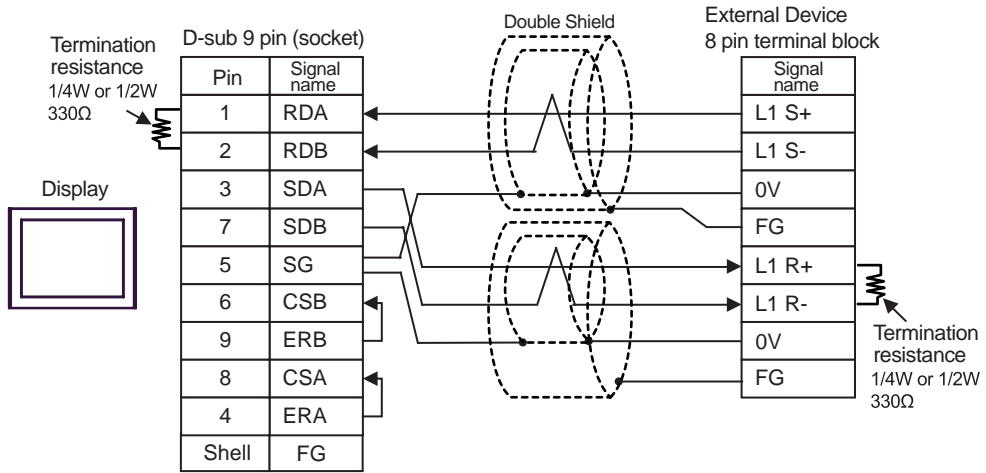 Double Shield
External Device
8 pin terminal block
Termination
resistance
1/4W or 1/2W
330Ω
D-sub 9 pin (socket)
Pin
Signal
name
1
RDA
2
RDB
3
SDA
7
SDB
5
SG
6
CSB
9
ERB
8
CSA
4
ERA
Shell
FG
Display
Signal
name
L1 S+
L1 S-
0V
FG
L1 R+
L1 R-
0V
FG
Termination
resistance
1/4W or 1/2W
330Ω